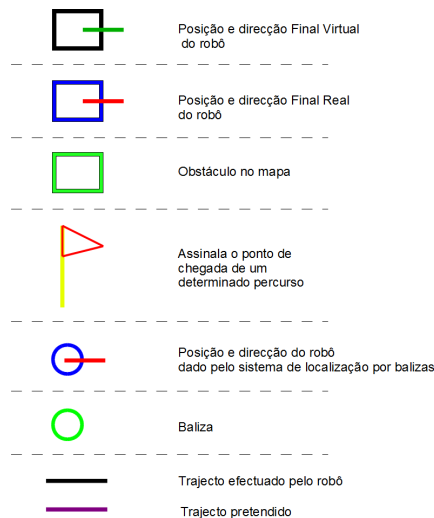 Posição e direcção Final Virtual
do robô
Posição e direcção Final Real
do robô
Obstáculo no mapa
Assinala o ponto de
chegada de um
determinado percurso
Posição e direcção do robô
dado pelo sistema de localização por balizas
Baliza
Trajecto efectuado pelo robô
Trajecto pretendido